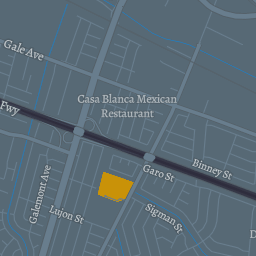 Gale Ave
Casa Blanca Mexican
Restaurant
Fwy
Binney St
Garo St
Galemont Ave
Lujon St
Sigman St
D